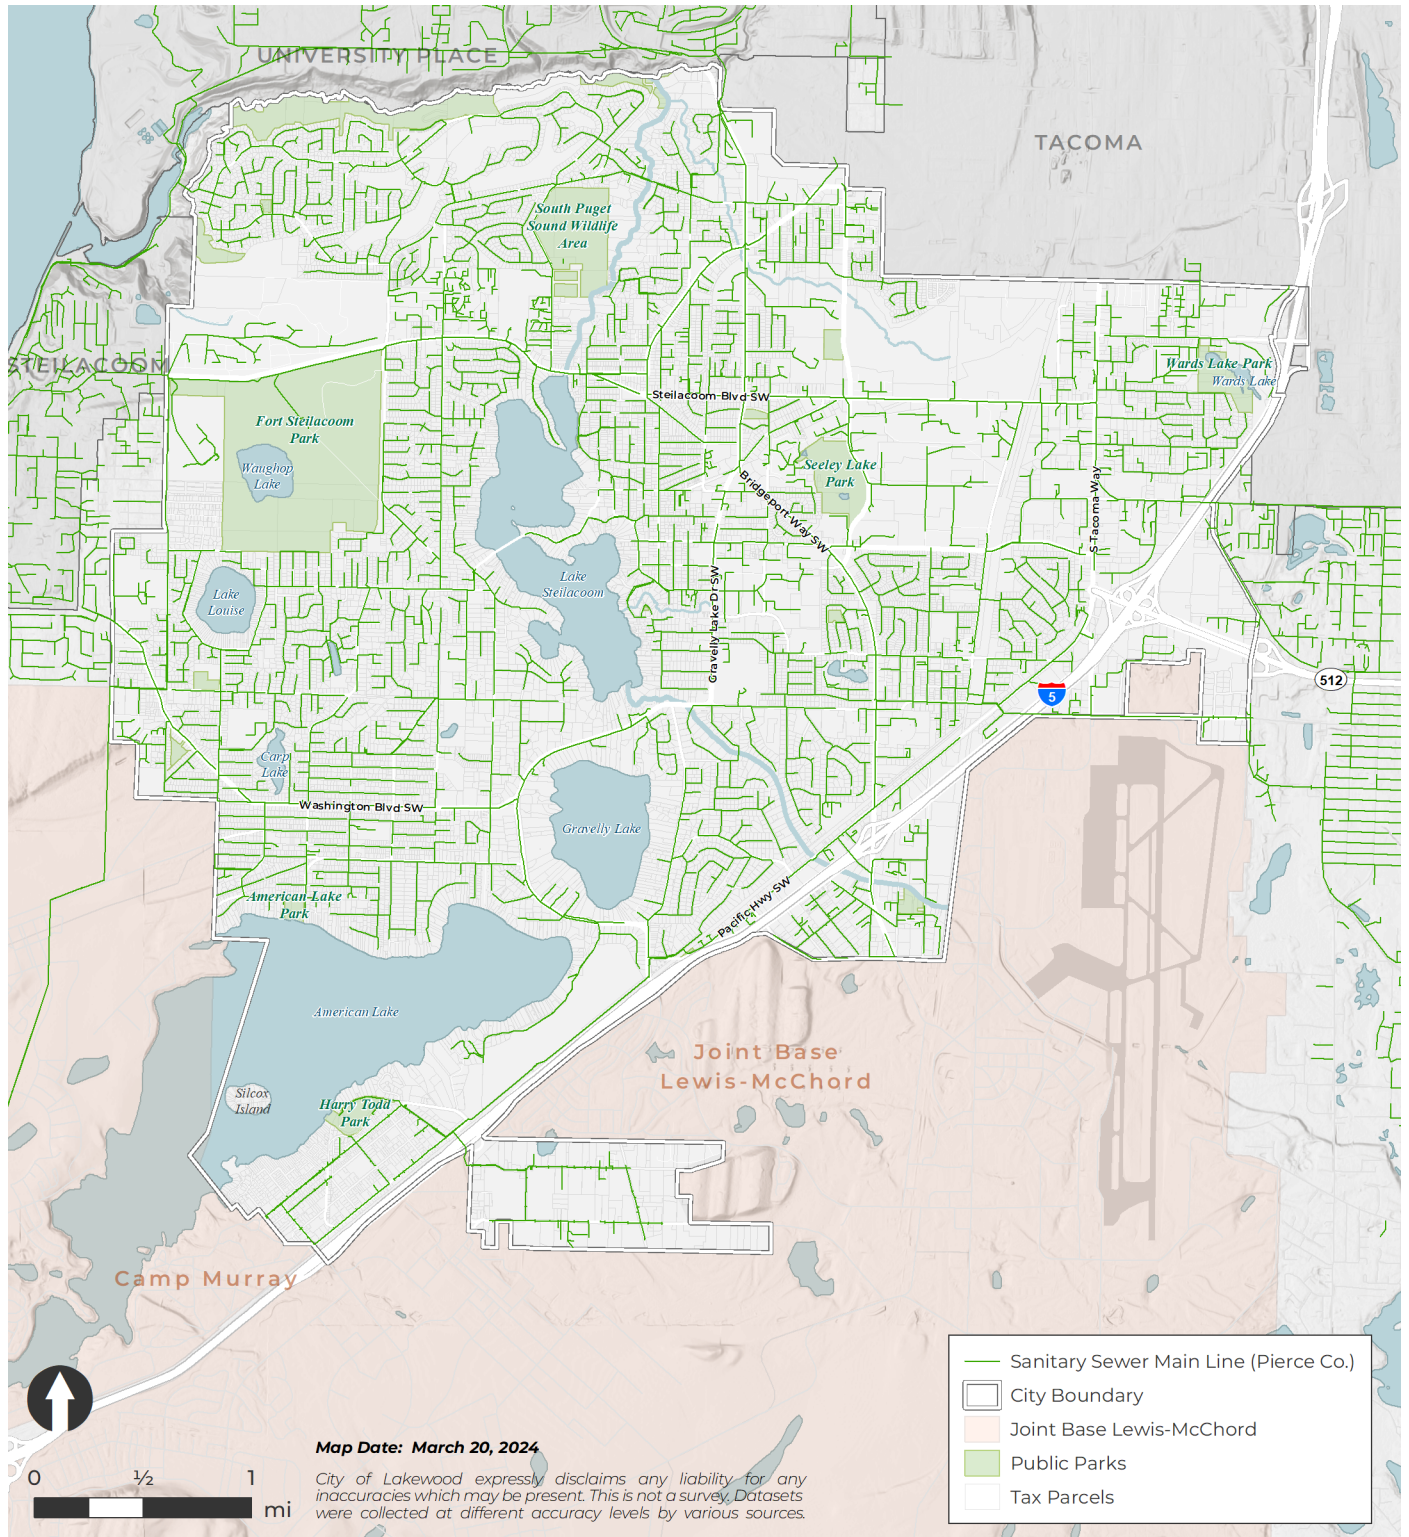 UNIVERSITY PLACE
TACOMA
South Puget
Sound Wildlife
Area
STEILACOOM
Wards Lake Park
Wards Lake
Steilacoom Blvd SW
Fort Steilacoom
Park
Waughop
Lake
Seeley Lake
Park
Bridgeport Way SW
S Tacoma Way
Lake
Steilacoom
Lake
Louise
Gravelly Lake Dr SW
512
5
Carp
Lake
Washington Blvd SW
Gravelly Lake
American Lake
Park
Pacific Hwy SW
American Lake
Joint Base
Lewis-McChord
Silcox
Island
Harry Todd
Park
Camp Murray
Sanitary Sewer Main Line (Pierce Co.)
City Boundary
Joint Base Lewis-McChord
Public Parks
Tax Parcels
0 ½ 1
mi
Map Date: March 20, 2024
City of Lakewood expressly disclaims any liability for any
inaccuracies which may be present. This is not a survey. Datasets
were collected at different accuracy levels by various sources.